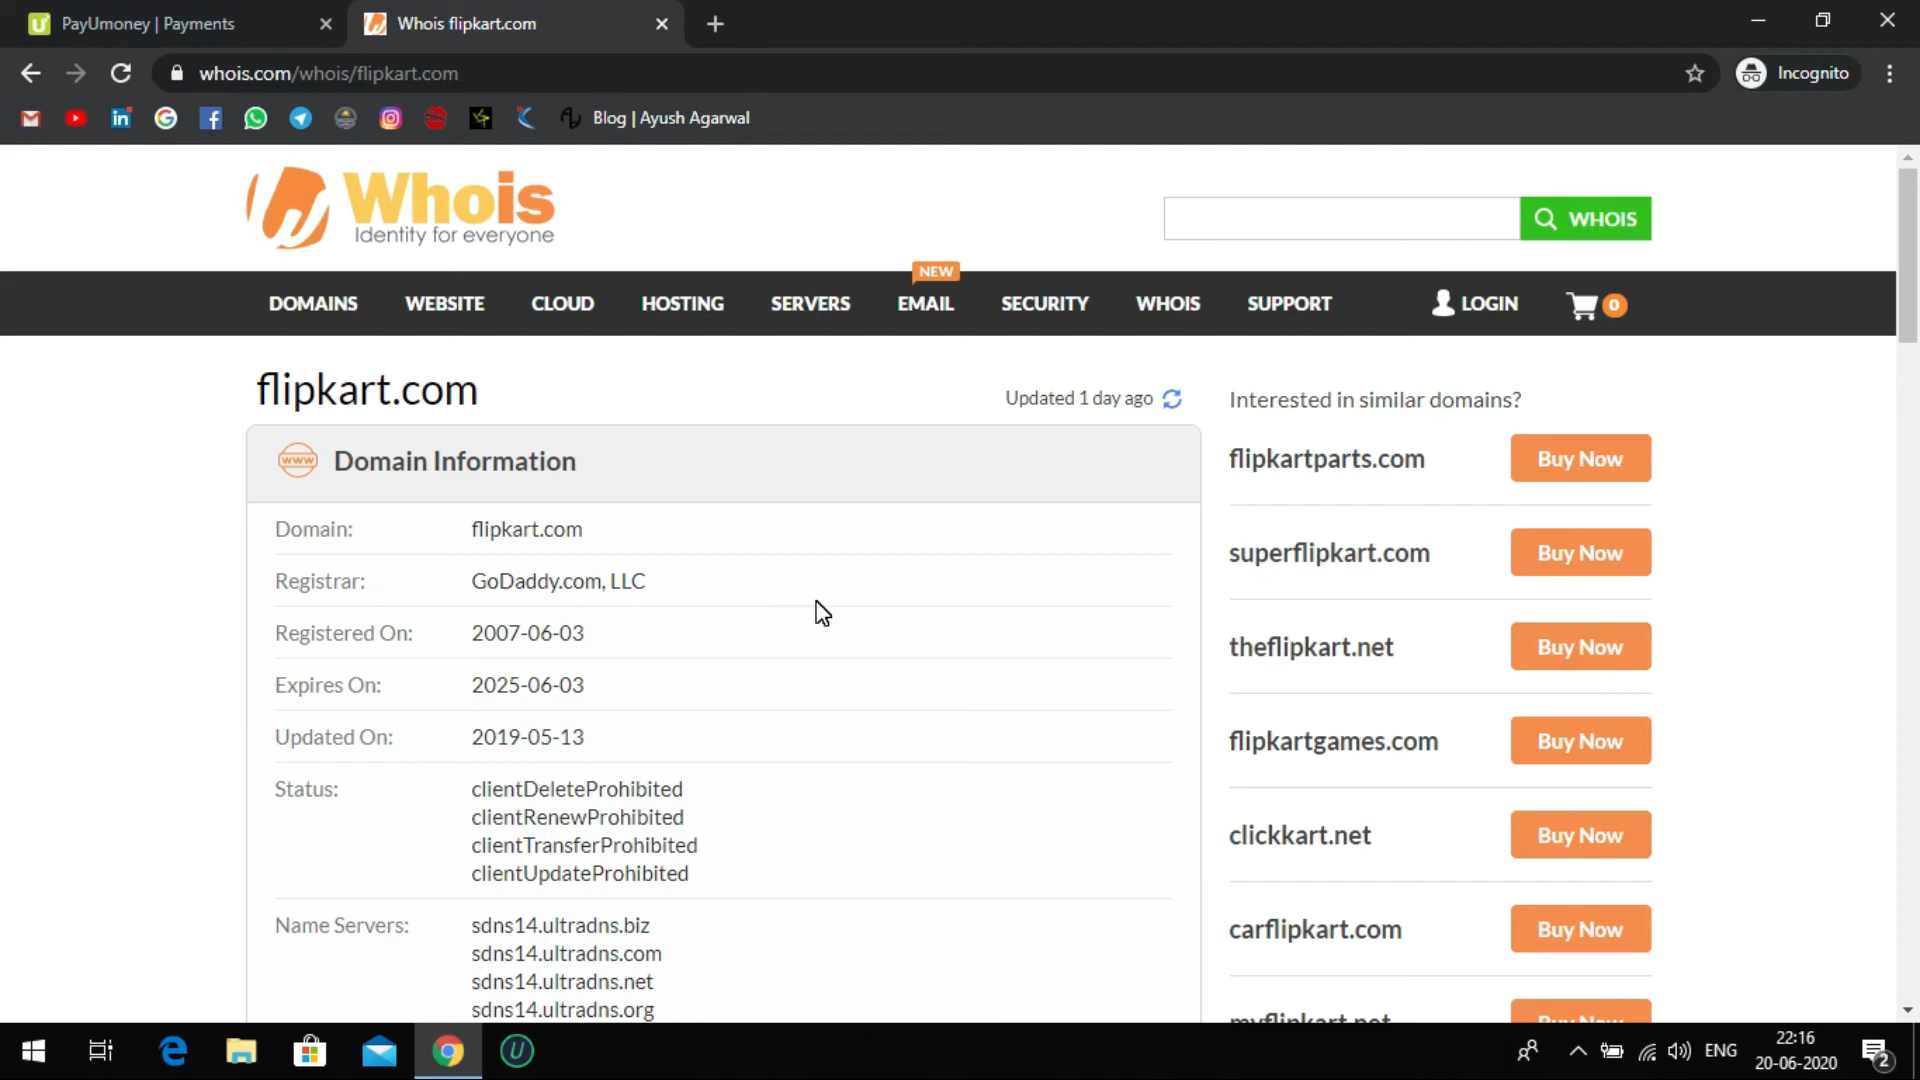 PayUmoney | Payments
Whois flipkart.com
whois.com/whois/flipkart.com
Incognito
Blog | Ayush Agarwal
Whois
Identity for everyone
WHOIS
NEW
DOMAINS WEBSITE CLOUD HOSTING SERVERS EMAIL SECURITY WHOIS SUPPORT LOGIN 0
flipkart.com
Updated 1 day ago
www Domain Information
Domain: flipkart.com
Registrar: GoDaddy.com, LLC
Registered On: 2007-06-03
Expires On: 2025-06-03
Updated On: 2019-05-13
Status: clientDeleteProhibited
clientRenewProhibited
clientTransferProhibited
clientUpdateProhibited
Name Servers: sdns14.ultradns.biz
sdns14.ultradns.com
sdns14.ultradns.net
sdns14.ultradns.org
Interested in similar domains?
flipkartparts.com Buy Now
superflipkart.com Buy Now
theflipkart.net Buy Now
flipkartgames.com Buy Now
clickkart.net Buy Now
carflipkart.com Buy Now
myflipkart.net Buy Now
ENG
22:16
20-06-2020
2